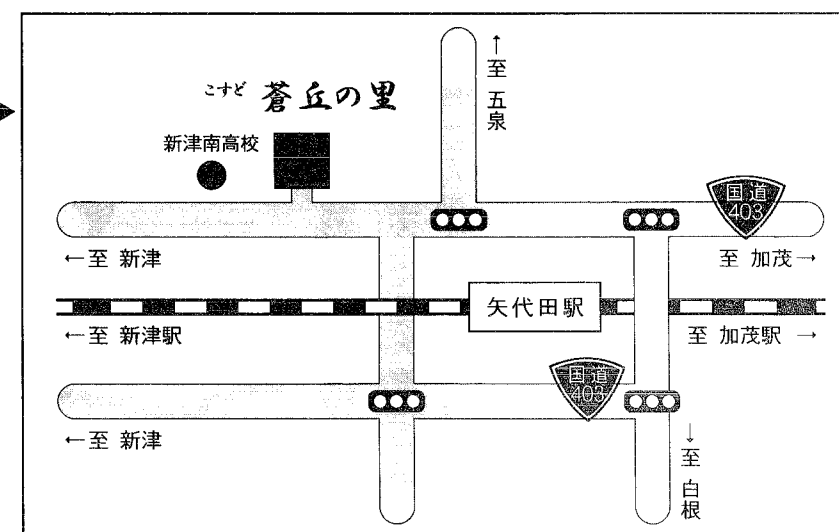 ↑至 五泉
こすど 蒼丘の里
新津南高校
国道
403
←至 新津
至 加茂→
矢代田駅
←至 新津駅
至 加茂駅 →
国道
403
←至 新津
↓至 白根